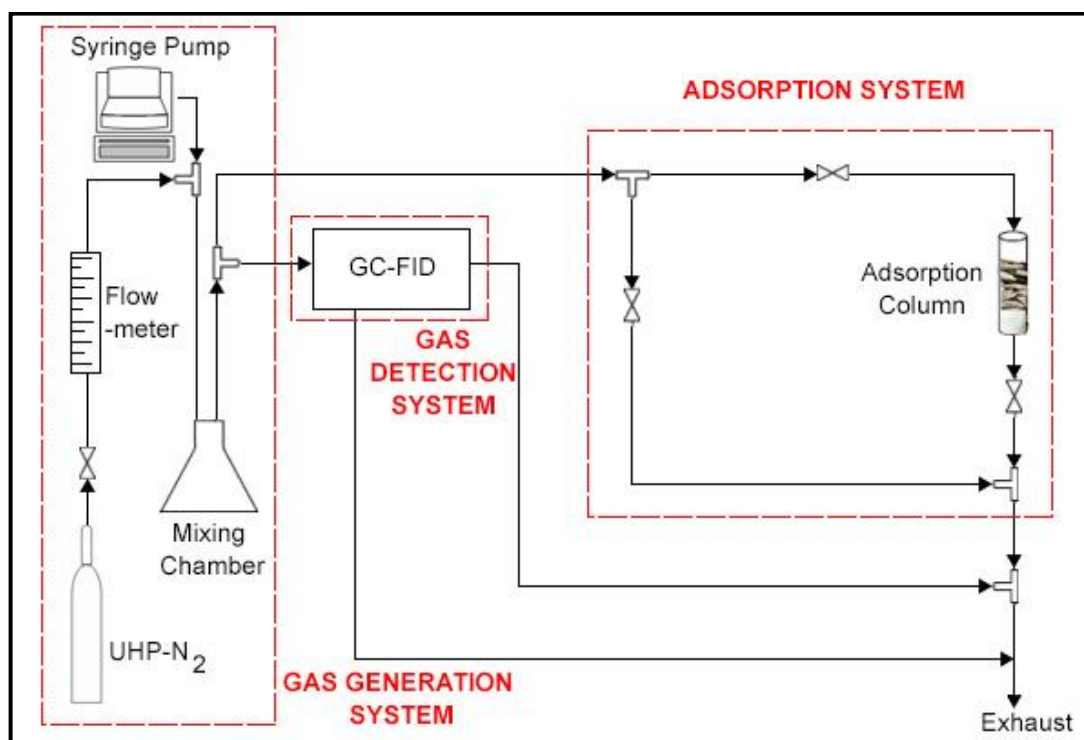 Syringe Pump
ADSORPTION SYSTEM
GC-FID
Adsorption
Column
Flow
-meter
GAS
DETECTION
SYSTEM
Mixing
Chamber
UHP-N2
GAS GENERATION
SYSTEM
Exhaust